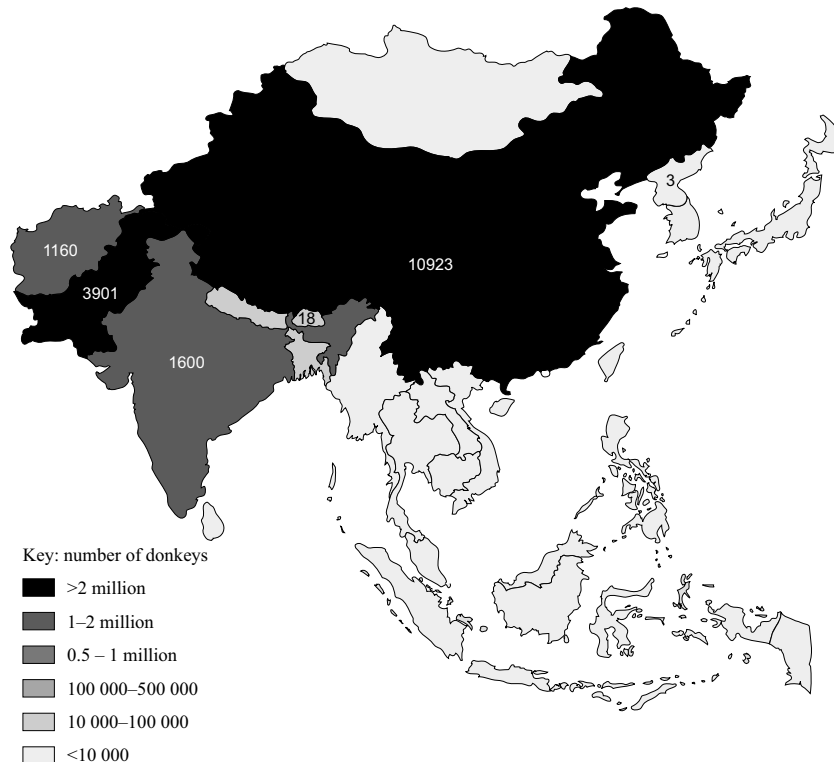 3
1160
10923
3901
18
1600
Key: number of donkeys
>2 million
1–2 million
0.5 – 1 million
100 000–500 000
10 000–100 000
<10 000